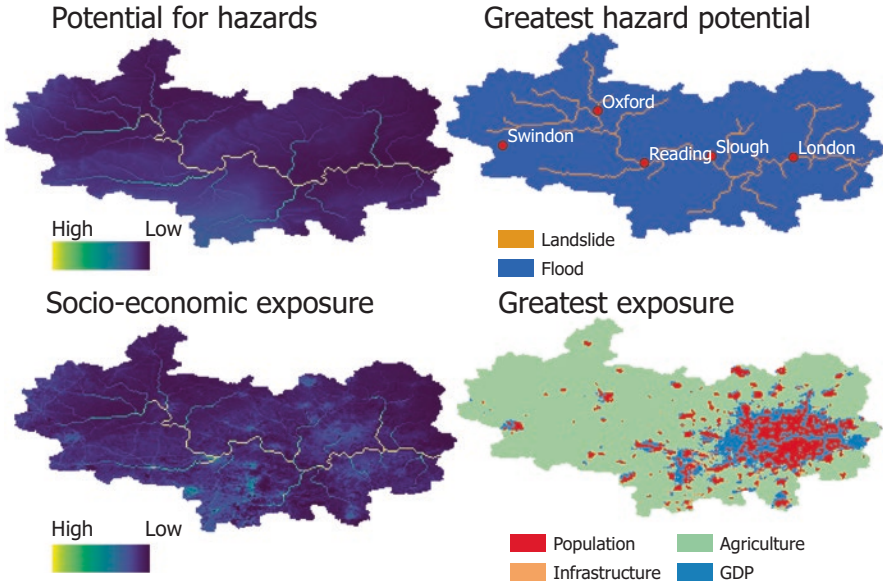 Potential for hazards
High Low
Greatest hazard potential
Oxford
Swindon
Reading
Slough
London
Landslide
Flood
Socio-economic exposure
High Low
Greatest exposure
Population
Agriculture
Infrastructure
GDP